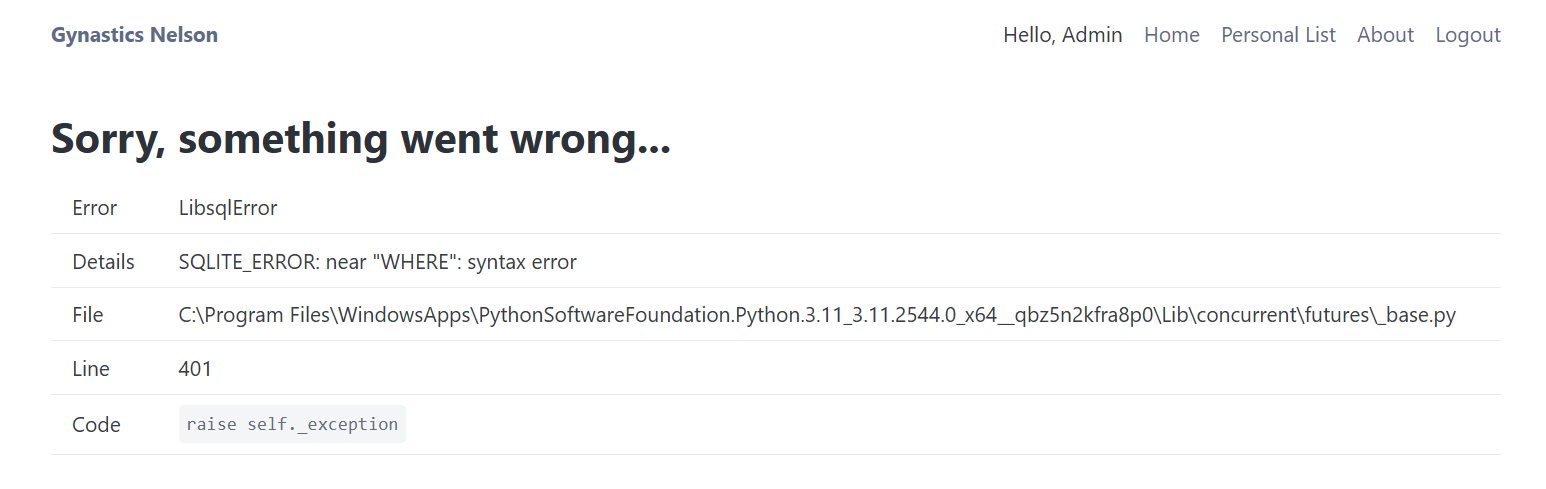 Gynastics Nelson
Hello, Admin Home Personal List About Logout
Sorry, something went wrong...
Error LibsqlError
Details SQLITE_ERROR: near "WHERE": syntax error
File C:\Program Files\WindowsApps\PythonSoftwareFoundation.Python.3.11_3.11.2544.0_x64__qbz5n2kfra8p0\Lib\concurrent\futures\_base.py
Line 401
Code raise self._exception